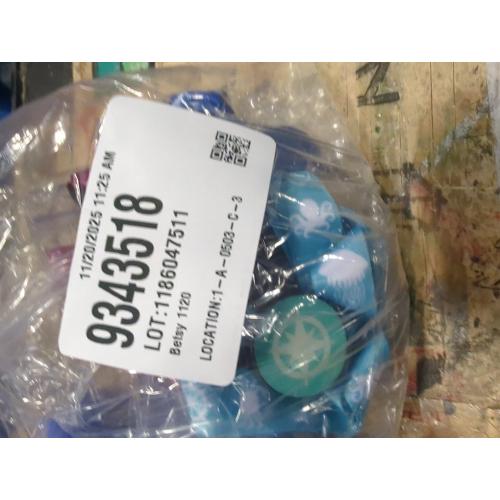 11/20/2025 11:25 AM
9343518
LOT:1186047511
Betsy 1120
LOCATION:1-A-0503-C-3
N